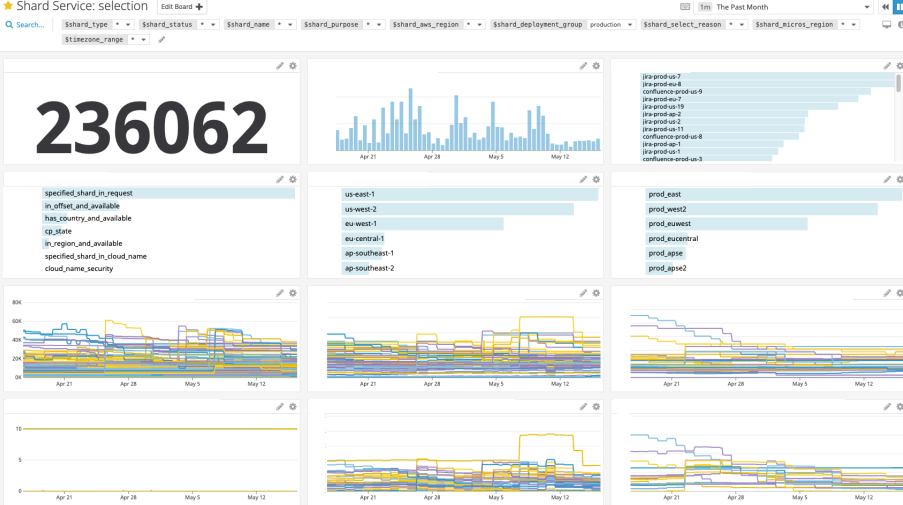 Shard Service: selection Edit Board + 1m The Past Month
Search... $shard_type * $shard_status * $shard_name * $shard_purpose * $shard_aws_region * $shard_deployment_group production $shard_select_reason * $shard_micros_region *
$timezone_range *
236062
Apr 21 Apr 28 May 5 May 12
jira-prod-us-7
jira-prod-eu-8
confluence-prod-us-9
jira-prod-eu-7
jira-prod-us-19
jira-prod-ap-2
jira-prod-us-2
jira-prod-us-11
confluence-prod-us-8
jira-prod-ap-1
jira-prod-us-1
confluence-prod-us-3
specified_shard_in_request
in_offset_and_available
has_country_and_available
cp_state
in_region_and_available
specified_shard_in_cloud_name
cloud_name_security
us-east-1
us-west-2
eu-west-1
eu-central-1
ap-southeast-1
ap-southeast-2
prod_east
prod_west2
prod_euwest
prod_eucentral
prod_apse
prod_apse2
80K
60K
40K
20K
0K
Apr 21 Apr 28 May 5 May 12
Apr 21 Apr 28 May 5 May 12
Apr 21 Apr 28 May 5 May 12
10
5
0
Apr 21 Apr 28 May 5 May 12
Apr 21 Apr 28 May 5 May 12
Apr 21 Apr 28 May 5 May 12